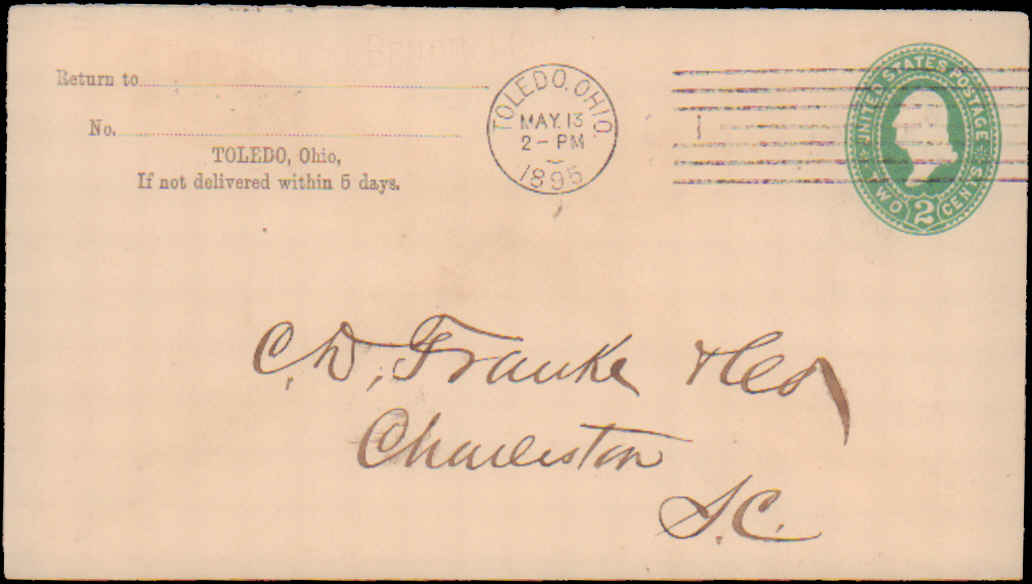 Return to
No.
TOLEDO, Ohio,
If not delivered within 5 days.
TOLEDO, OHIO.
MAY. 13
2 - PM
1895
UNITED STATES POSTAGE
TWO 2 CENTS
C. D. Franke & Co
Charleston
S. C.